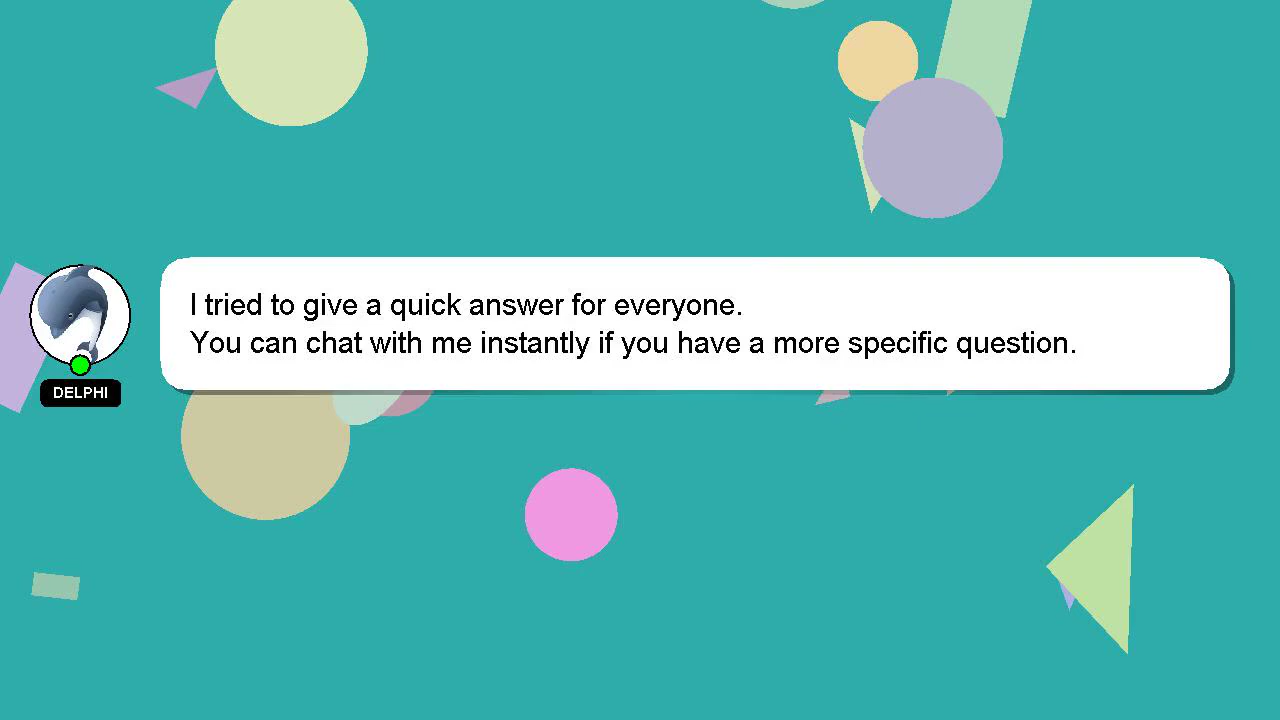 I tried to give a quick answer for everyone.
You can chat with me instantly if you have a more specific question.
DELPHI